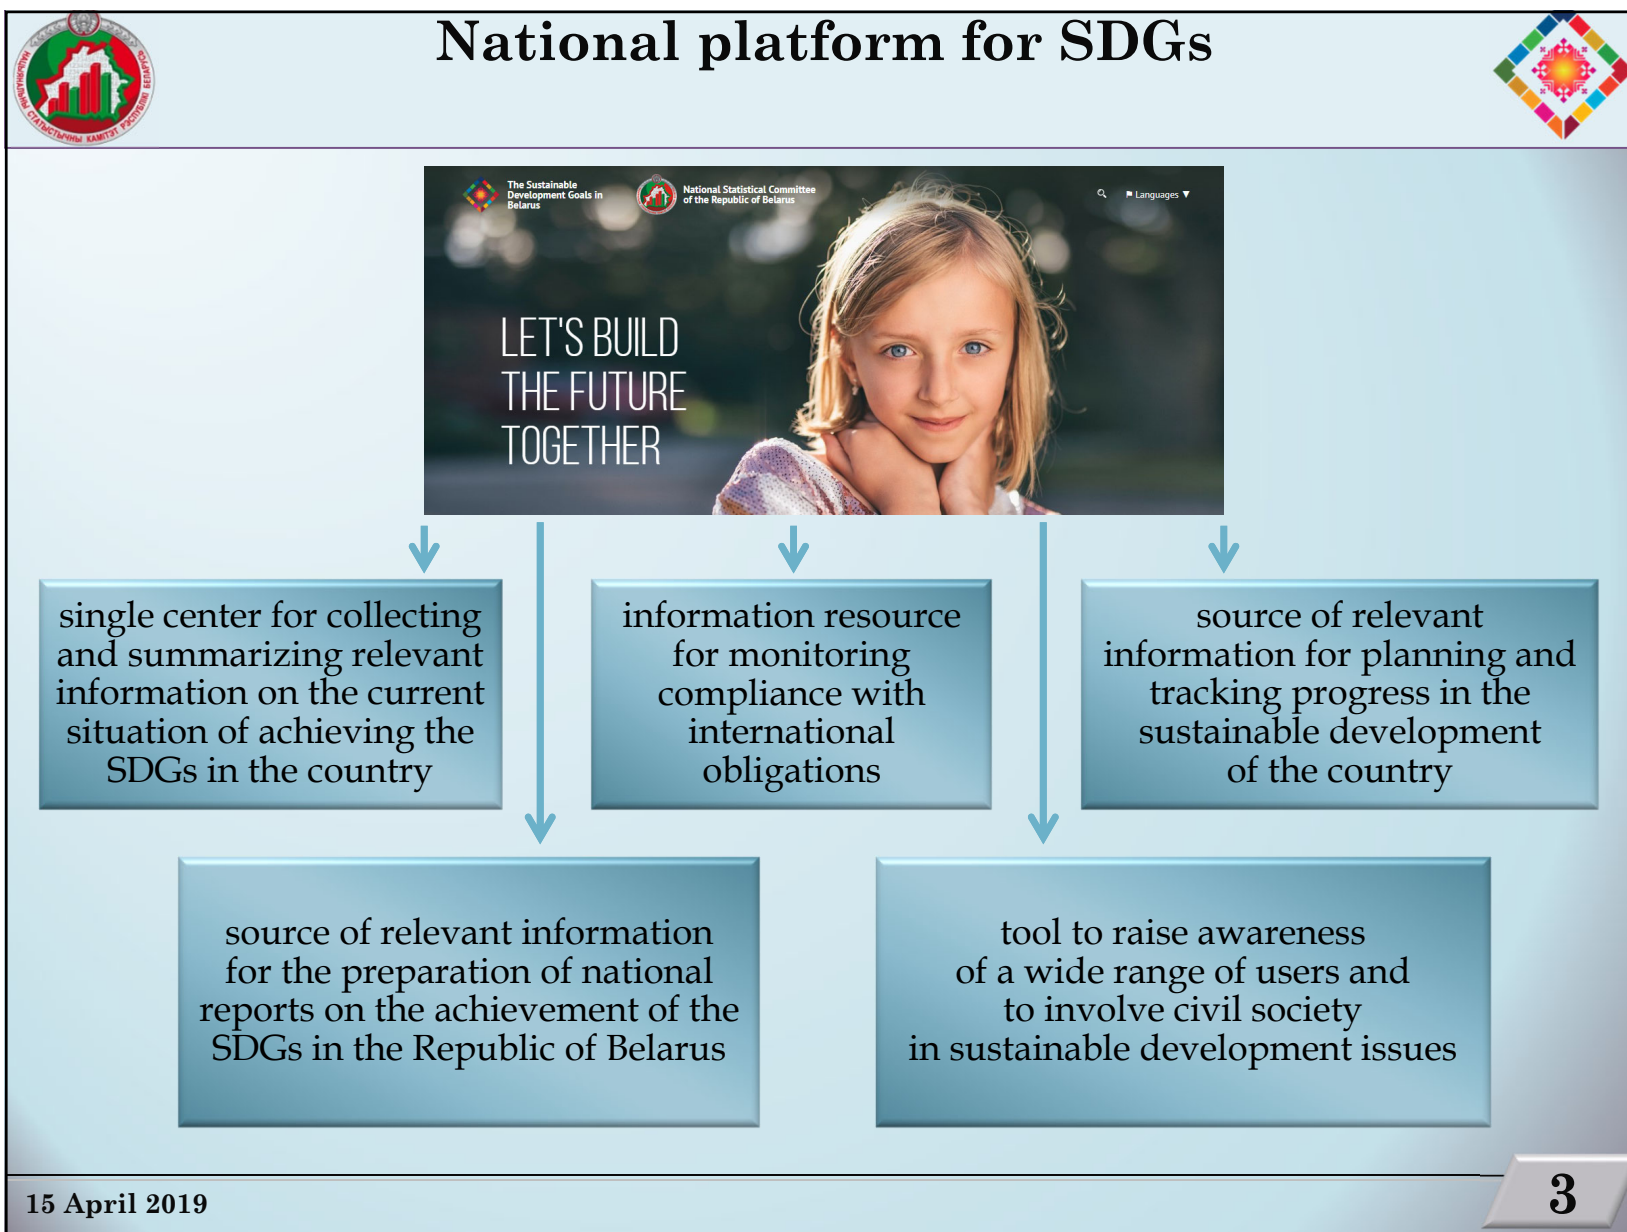 National platform for SDGs
НАЦЫЯНАЛЬНЫ СТАТЫСТЫЧНЫ КАМІТЭТ РЭСПУБЛІКІ БЕЛАРУСЬ
The Sustainable
Development Goals in
Belarus
National Statistical Committee
of the Republic of Belarus
Languages
LET'S BUILD
THE FUTURE
TOGETHER
single center for collecting
and summarizing relevant
information on the current
situation of achieving the
SDGs in the country
information resource
for monitoring
compliance with
international
obligations
source of relevant
information for planning and
tracking progress in the
sustainable development
of the country
source of relevant information
for the preparation of national
reports on the achievement of the
SDGs in the Republic of Belarus
tool to raise awareness
of a wide range of users and
to involve civil society
in sustainable development issues
15 April 2019
3